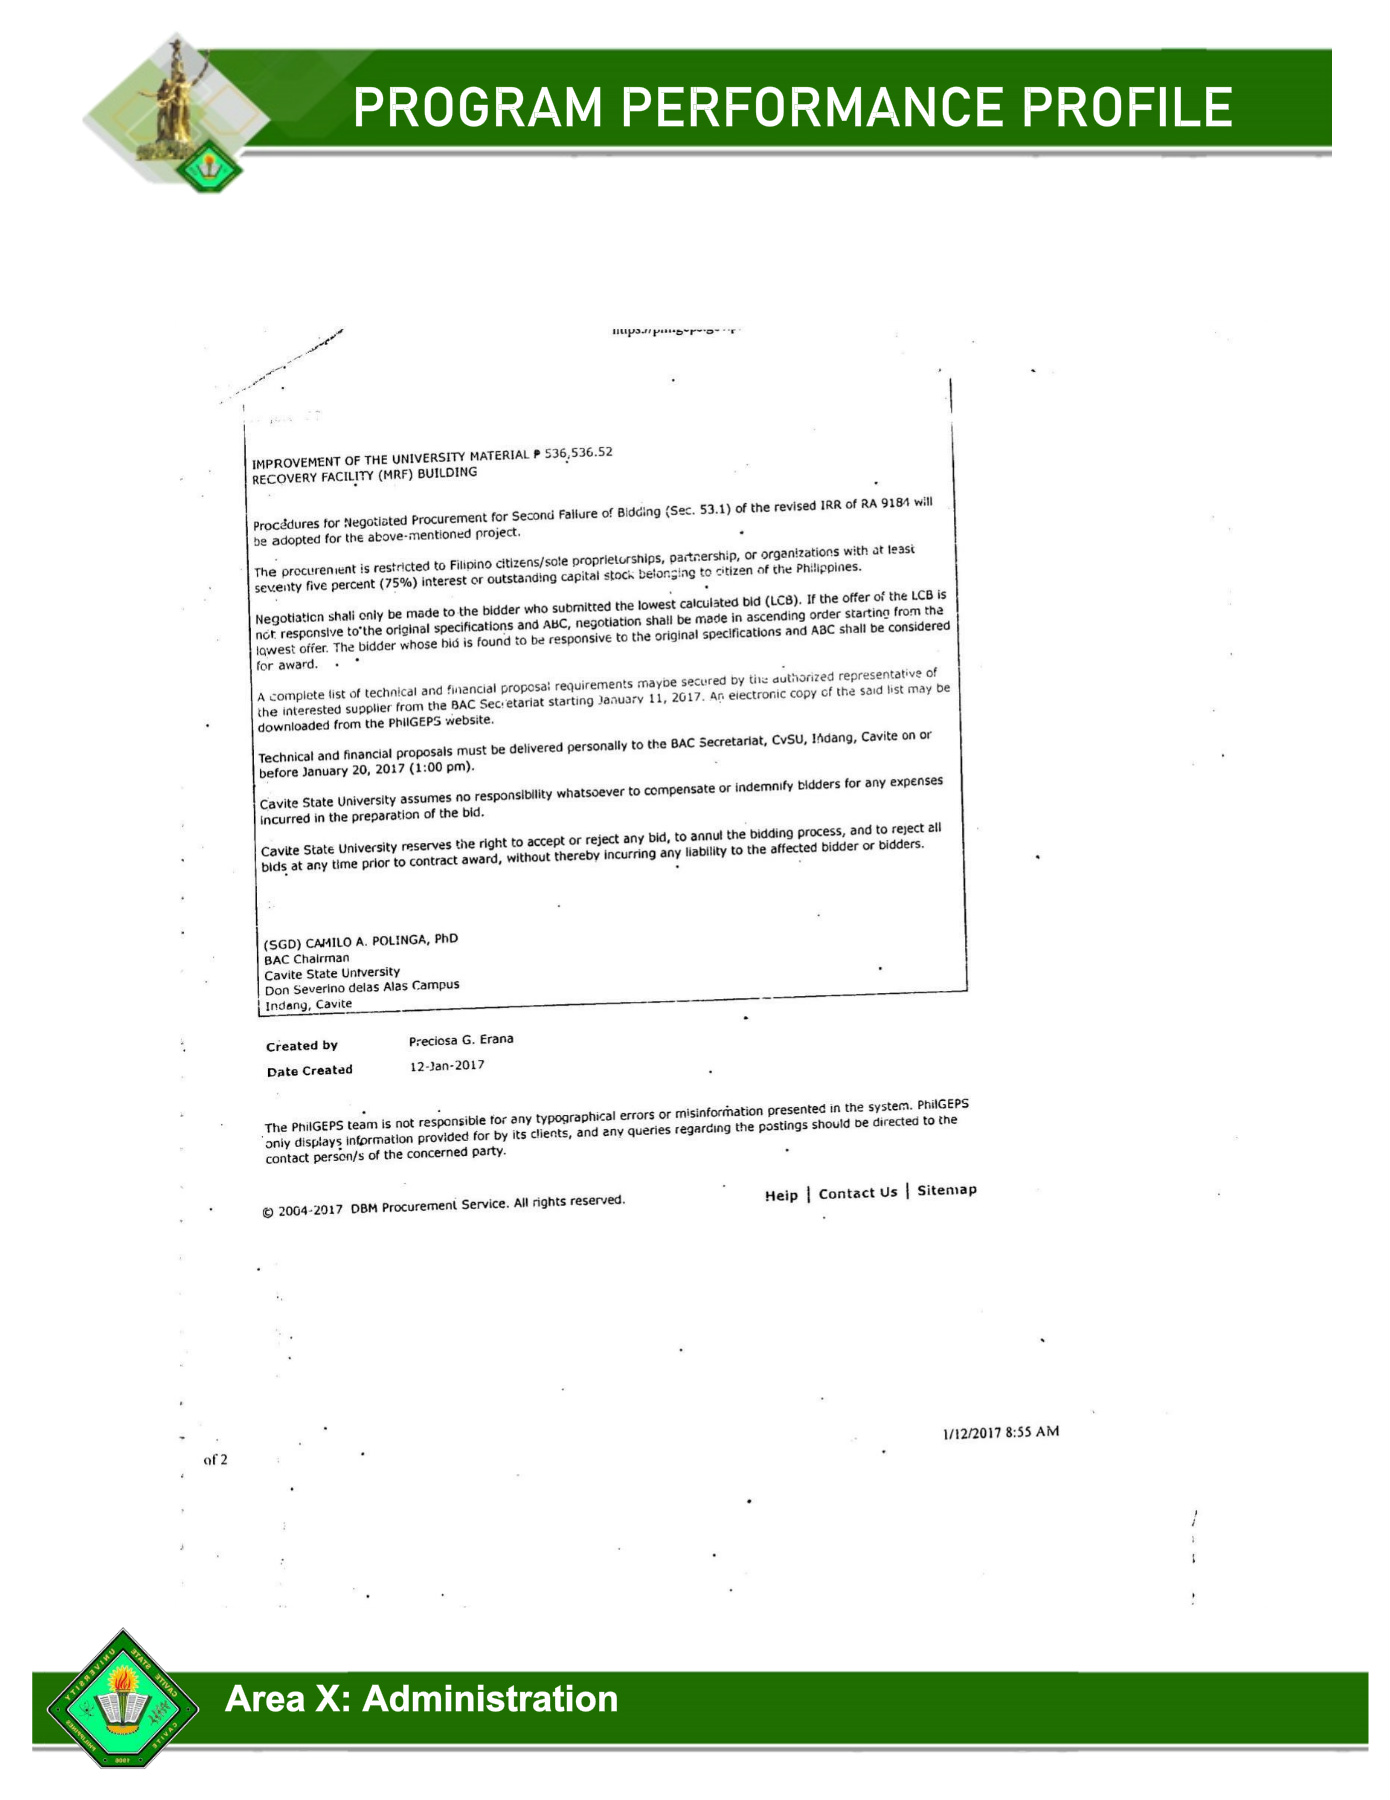 PROGRAM PERFORMANCE PROFILE
IMPROVEMENT OF THE UNIVERSITY MATERIAL ₱ 536,536.52
RECOVERY FACILITY (MRF) BUILDING
Procedures for Negotiated Procurement for Second Failure of Bidding (Sec. 53.1) of the revised IRR of RA 9184 will
be adopted for the above-mentioned project.
The procurement is restricted to Filipino citizens/sole proprietorships, partnership, or organizations with at least
seventy five percent (75%) interest or outstanding capital stock belonging to citizen of the Philippines.
Negotiation shall only be made to the bidder who submitted the lowest calculated bid (LCB). If the offer of the LCB is
not responsive to the original specifications and ABC, negotiation shall be made in ascending order starting from the
lowest offer. The bidder whose bid is found to be responsive to the original specifications and ABC shall be considered
for award.
A complete list of technical and financial proposal requirements maybe secured by the authorized representative of
the interested supplier from the BAC Secretariat starting January 11, 2017. An electronic copy of the said list may be
downloaded from the PhilGEPS website.
Technical and financial proposals must be delivered personally to the BAC Secretariat, CvSU, Indang, Cavite on or
before January 20, 2017 (1:00 pm).
Cavite State University assumes no responsibility whatsoever to compensate or indemnify bidders for any expenses
incurred in the preparation of the bid.
Cavite State University reserves the right to accept or reject any bid, to annul the bidding process, and to reject all
bids at any time prior to contract award, without thereby incurring any liability to the affected bidder or bidders.
(SGD) CAMILO A. POLINGA, PhD
BAC Chairman
Cavite State University
Don Severino delas Alas Campus
Indang, Cavite
Created by Preciosa G. Erana
Date Created 12-Jan-2017
The PhilGEPS team is not responsible for any typographical errors or misinformation presented in the system. PhilGEPS
only displays information provided for by its clients, and any queries regarding the postings should be directed to the
contact person/s of the concerned party.
© 2004-2017 DBM Procurement Service. All rights reserved. Help | Contact Us | Sitemap
1/12/2017 8:55 AM
of 2
CAVITE STATE UNIVERSITY
CAVITE PHILIPPINES
1906
Area X: Administration